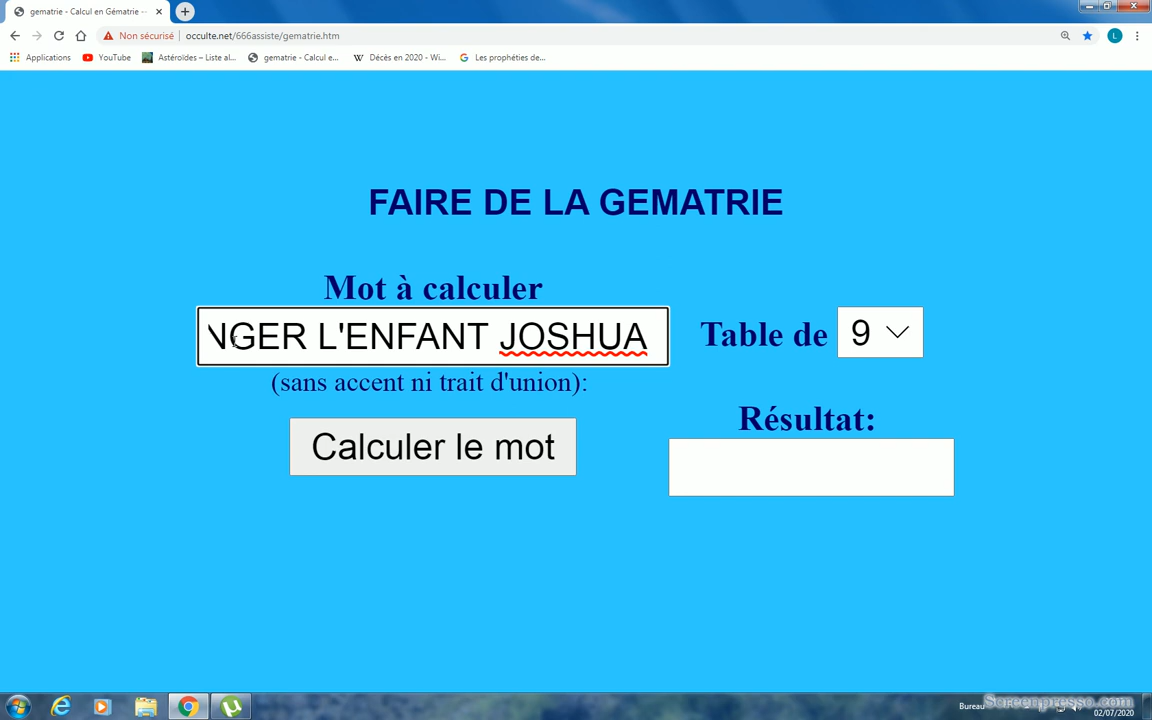 gematrie - Calcul en Gématrie -
Non sécurisé
occulte.net/666assiste/gematrie.htm
L
Applications
YouTube
Astéroïdes – Liste al...
gematrie - Calcul e...
Décès en 2020 - Wi...
Les prophéties de...
FAIRE DE LA GEMATRIE
Mot à calculer
NGER L'ENFANT JOSHUA
Table de 9
(sans accent ni trait d'union):
Calculer le mot
Résultat:
Bureau
Screenpresso.com
02/07/2020